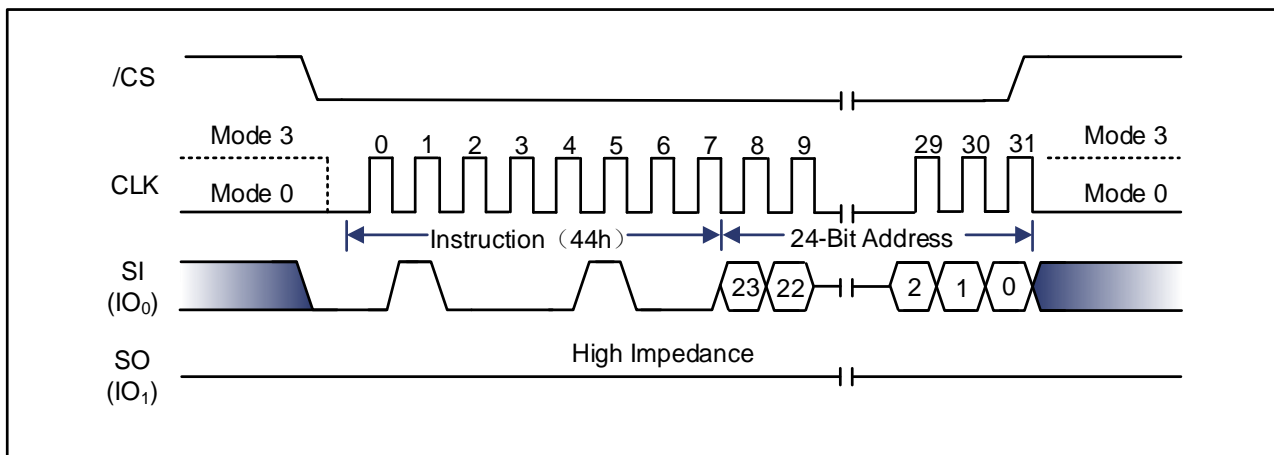 /CS
Mode 3 0 1 2 3 4 5 6 7 8 9 29 30 31 Mode 3
CLK
Mode 0 Mode 0
Instruction（44h） 24-Bit Address
SI
(IO₀)
23 22 2 1 0
High Impedance
SO
(IO₁)